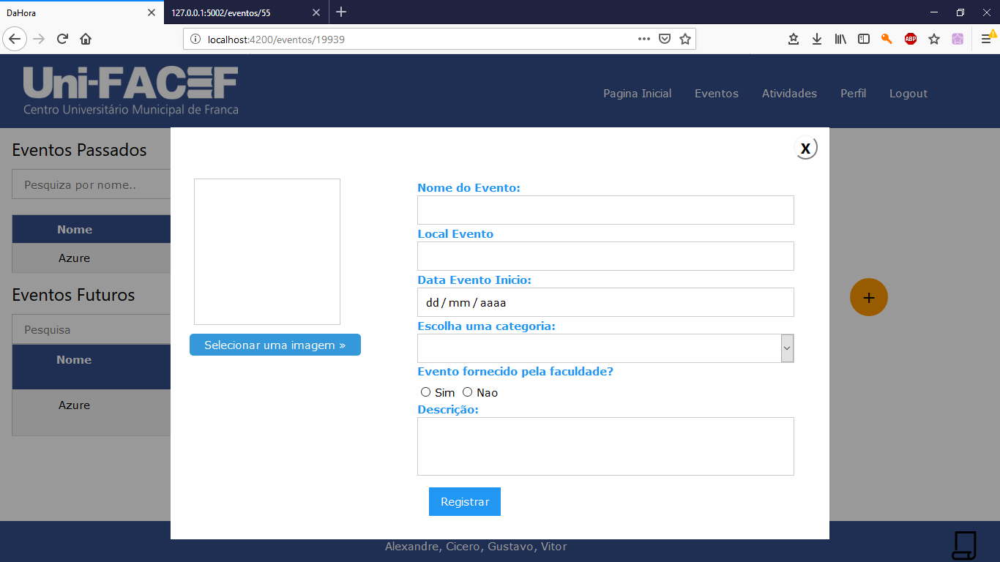 DaHora
127.0.0.1:5002/eventos/55
localhost:4200/eventos/19939
ABP
Uni-FACEF
Centro Universitário Municipal de Franca
Pagina Inicial
Eventos
Atividades
Perfil
Logout
Eventos Passados
Pesquiza por nome..
Nome
Azure
Eventos Futuros
Pesquisa
Nome
Azure
X
Selecionar uma imagem »
Nome do Evento:
Local Evento
Data Evento Inicio:
dd / mm / aaaa
Escolha uma categoria:
Evento fornecido pela faculdade?
Sim Nao
Descrição:
Registrar
+
Alexandre, Cicero, Gustavo, Vitor